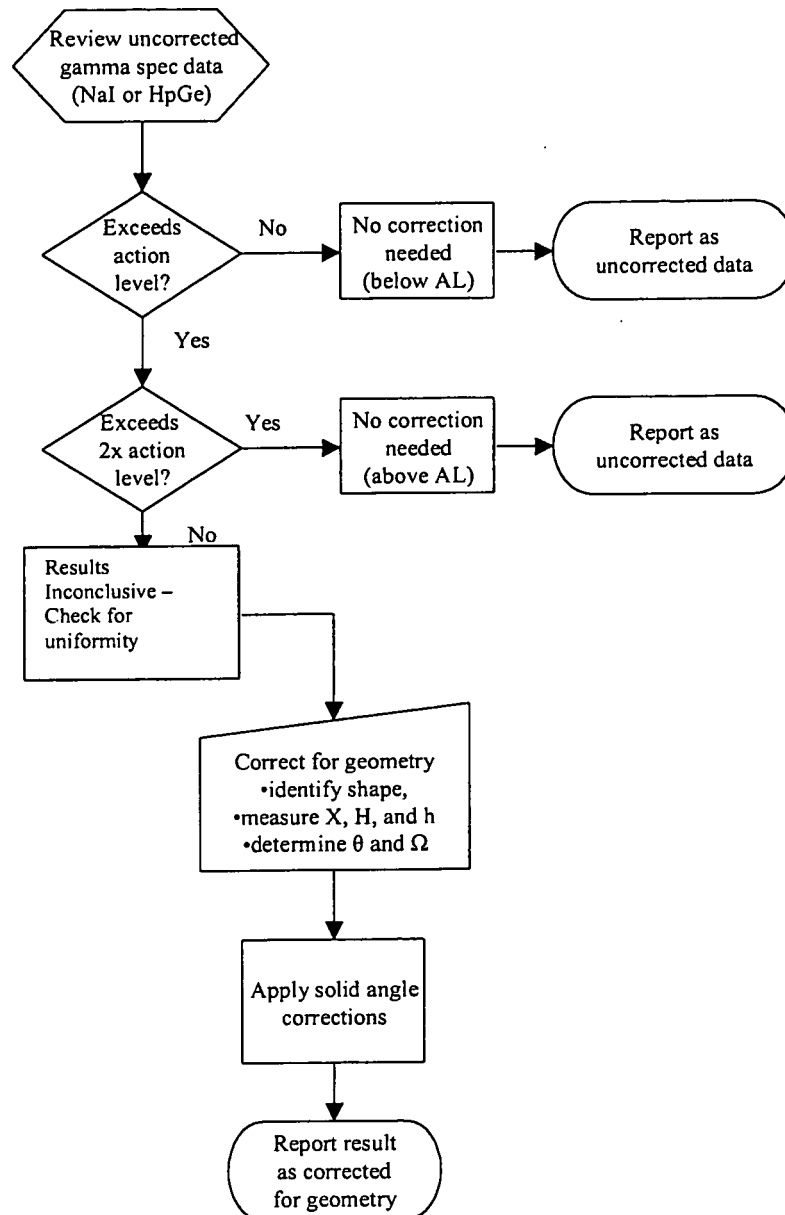 Review uncorrected
gamma spec data
(NaI or HpGe)
Exceeds
action
level?
No
No correction
needed
(below AL)
Report as
uncorrected data
Yes
Exceeds
2x action
level?
Yes
No correction
needed
(above AL)
Report as
uncorrected data
No
Results
Inconclusive –
Check for
uniformity
Correct for geometry
•identify shape,
•measure X, H, and h
•determine θ and Ω
Apply solid angle
corrections
Report result
as corrected
for geometry